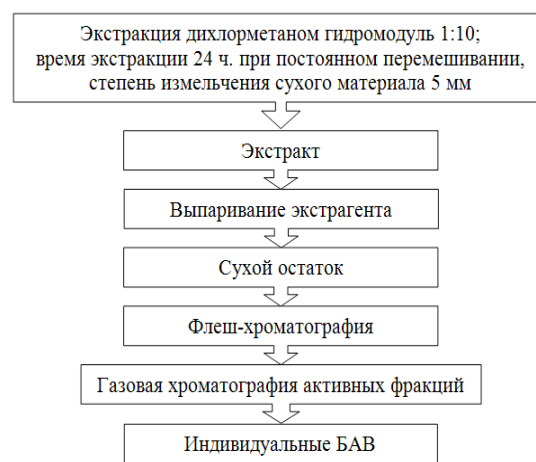 Экстракция дихлорметаном гидромодуль 1:10;
время экстракции 24 ч. при постоянном перемешивании,
степень измельчения сухого материала 5 мм
Экстракт
Выпаривание экстрагента
Сухой остаток
Флеш-хроматография
Газовая хроматография активных фракций
Индивидуальные БАВ